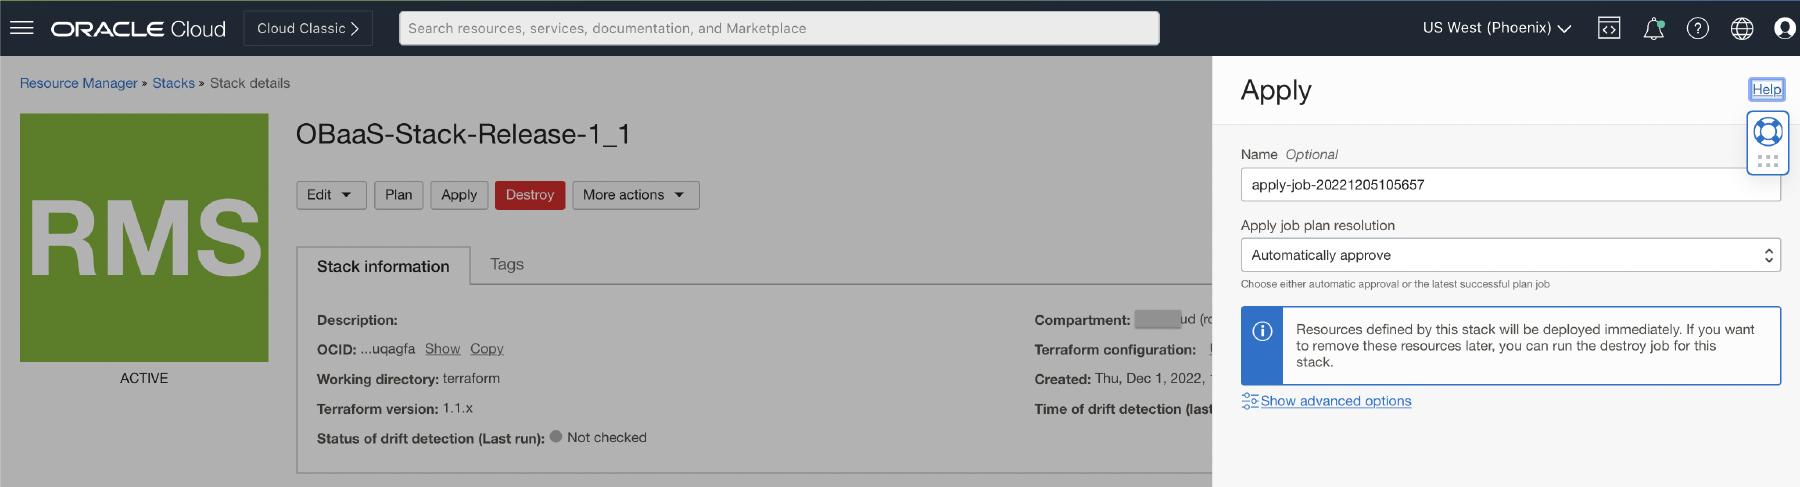 ORACLE Cloud
Cloud Classic
Search resources, services, documentation, and Marketplace
US West (Phoenix)
Resource Manager » Stacks » Stack details
RMS
ACTIVE
OBaaS-Stack-Release-1_1
Edit
Plan
Apply
Destroy
More actions
Stack information
Tags
Description:
OCID: ...uqagfa Show Copy
Working directory: terraform
Terraform version: 1.1.x
Status of drift detection (Last run): Not checked
Compartment: ud (ro
Terraform configuration:
Created: Thu, Dec 1, 2022,
Time of drift detection (last
Apply
Help
Name Optional
apply-job-20221205105657
Apply job plan resolution
Automatically approve
Choose either automatic approval or the latest successful plan job
Resources defined by this stack will be deployed immediately. If you want
to remove these resources later, you can run the destroy job for this
stack.
Show advanced options